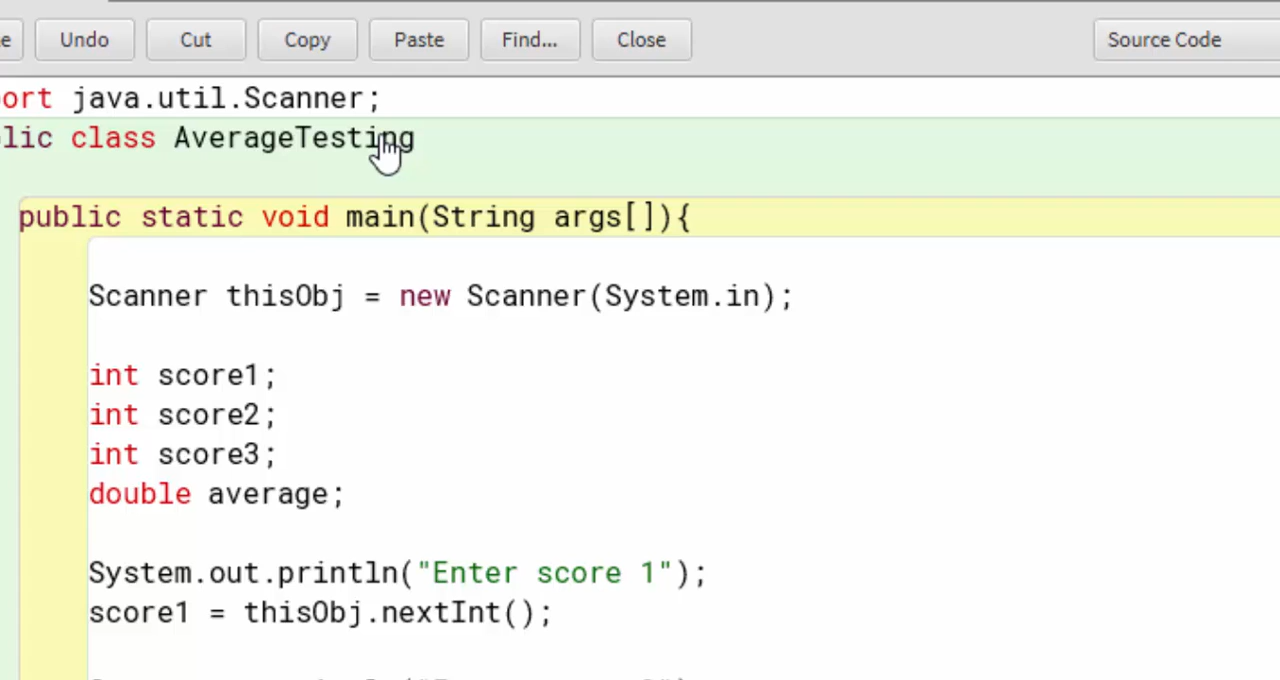 Undo Cut Copy Paste Find... Close Source Code
ort java.util.Scanner;
lic class AverageTesting
public static void main(String args[]){
Scanner thisObj = new Scanner(System.in);
int score1;
int score2;
int score3;
double average;
System.out.println("Enter score 1");
score1 = thisObj.nextInt();